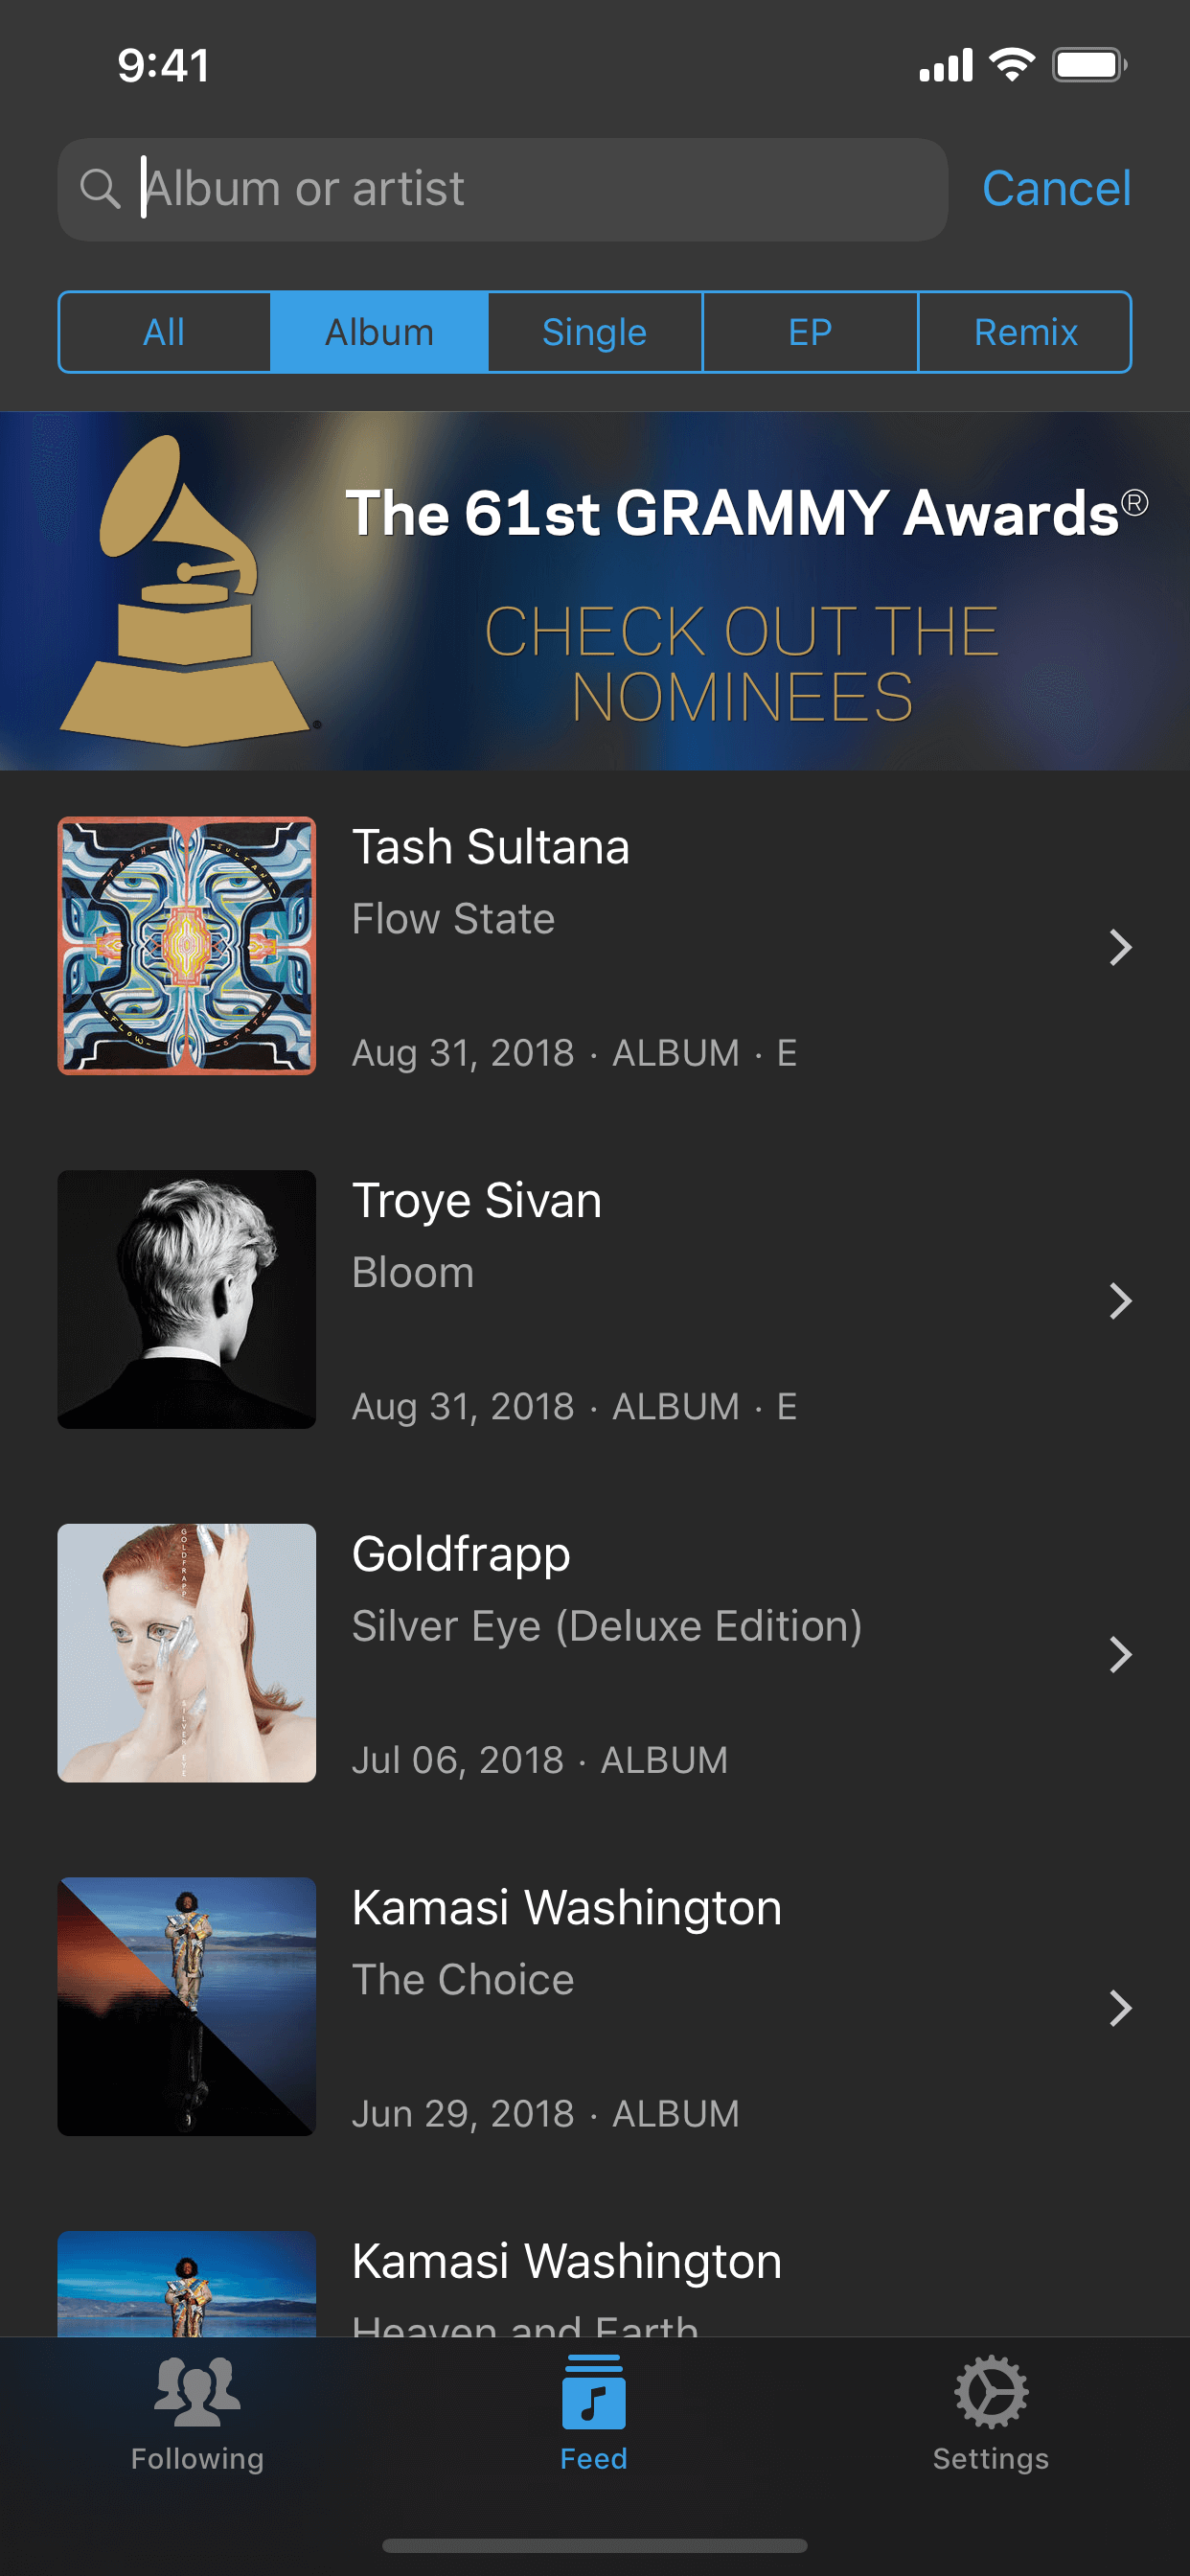 9:41
Album or artist
Cancel
All
Album
Single
EP
Remix
The 61st GRAMMY Awards®
CHECK OUT THE
NOMINEES
TASH SULTANA
FLOW STATE
Tash Sultana
Flow State
Aug 31, 2018 · ALBUM · E
Troye Sivan
Bloom
Aug 31, 2018 · ALBUM · E
GOLDFRAPP
SILVER EYE
Goldfrapp
Silver Eye (Deluxe Edition)
Jul 06, 2018 · ALBUM
Kamasi Washington
The Choice
Jun 29, 2018 · ALBUM
Kamasi Washington
Heaven and Earth
Following
Feed
Settings